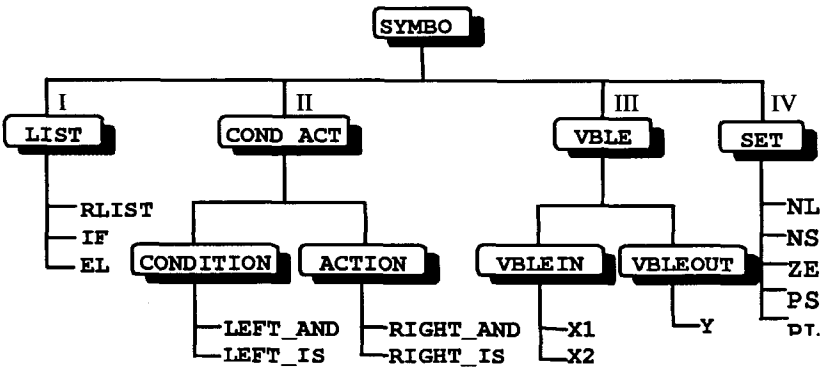 SYMBO
I II III IV
LIST COND ACT VBLE SET
RLIST
IF
EL
CONDITION ACTION VBLEIN VBLEOUT
LEFT_AND
LEFT_IS
RIGHT_AND
RIGHT_IS
X1
X2
Y
NL
NS
ZE
PS